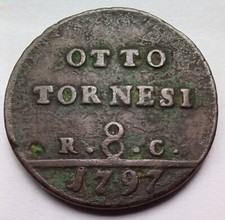 OTTO
TORNESI
8
R. C.
1797